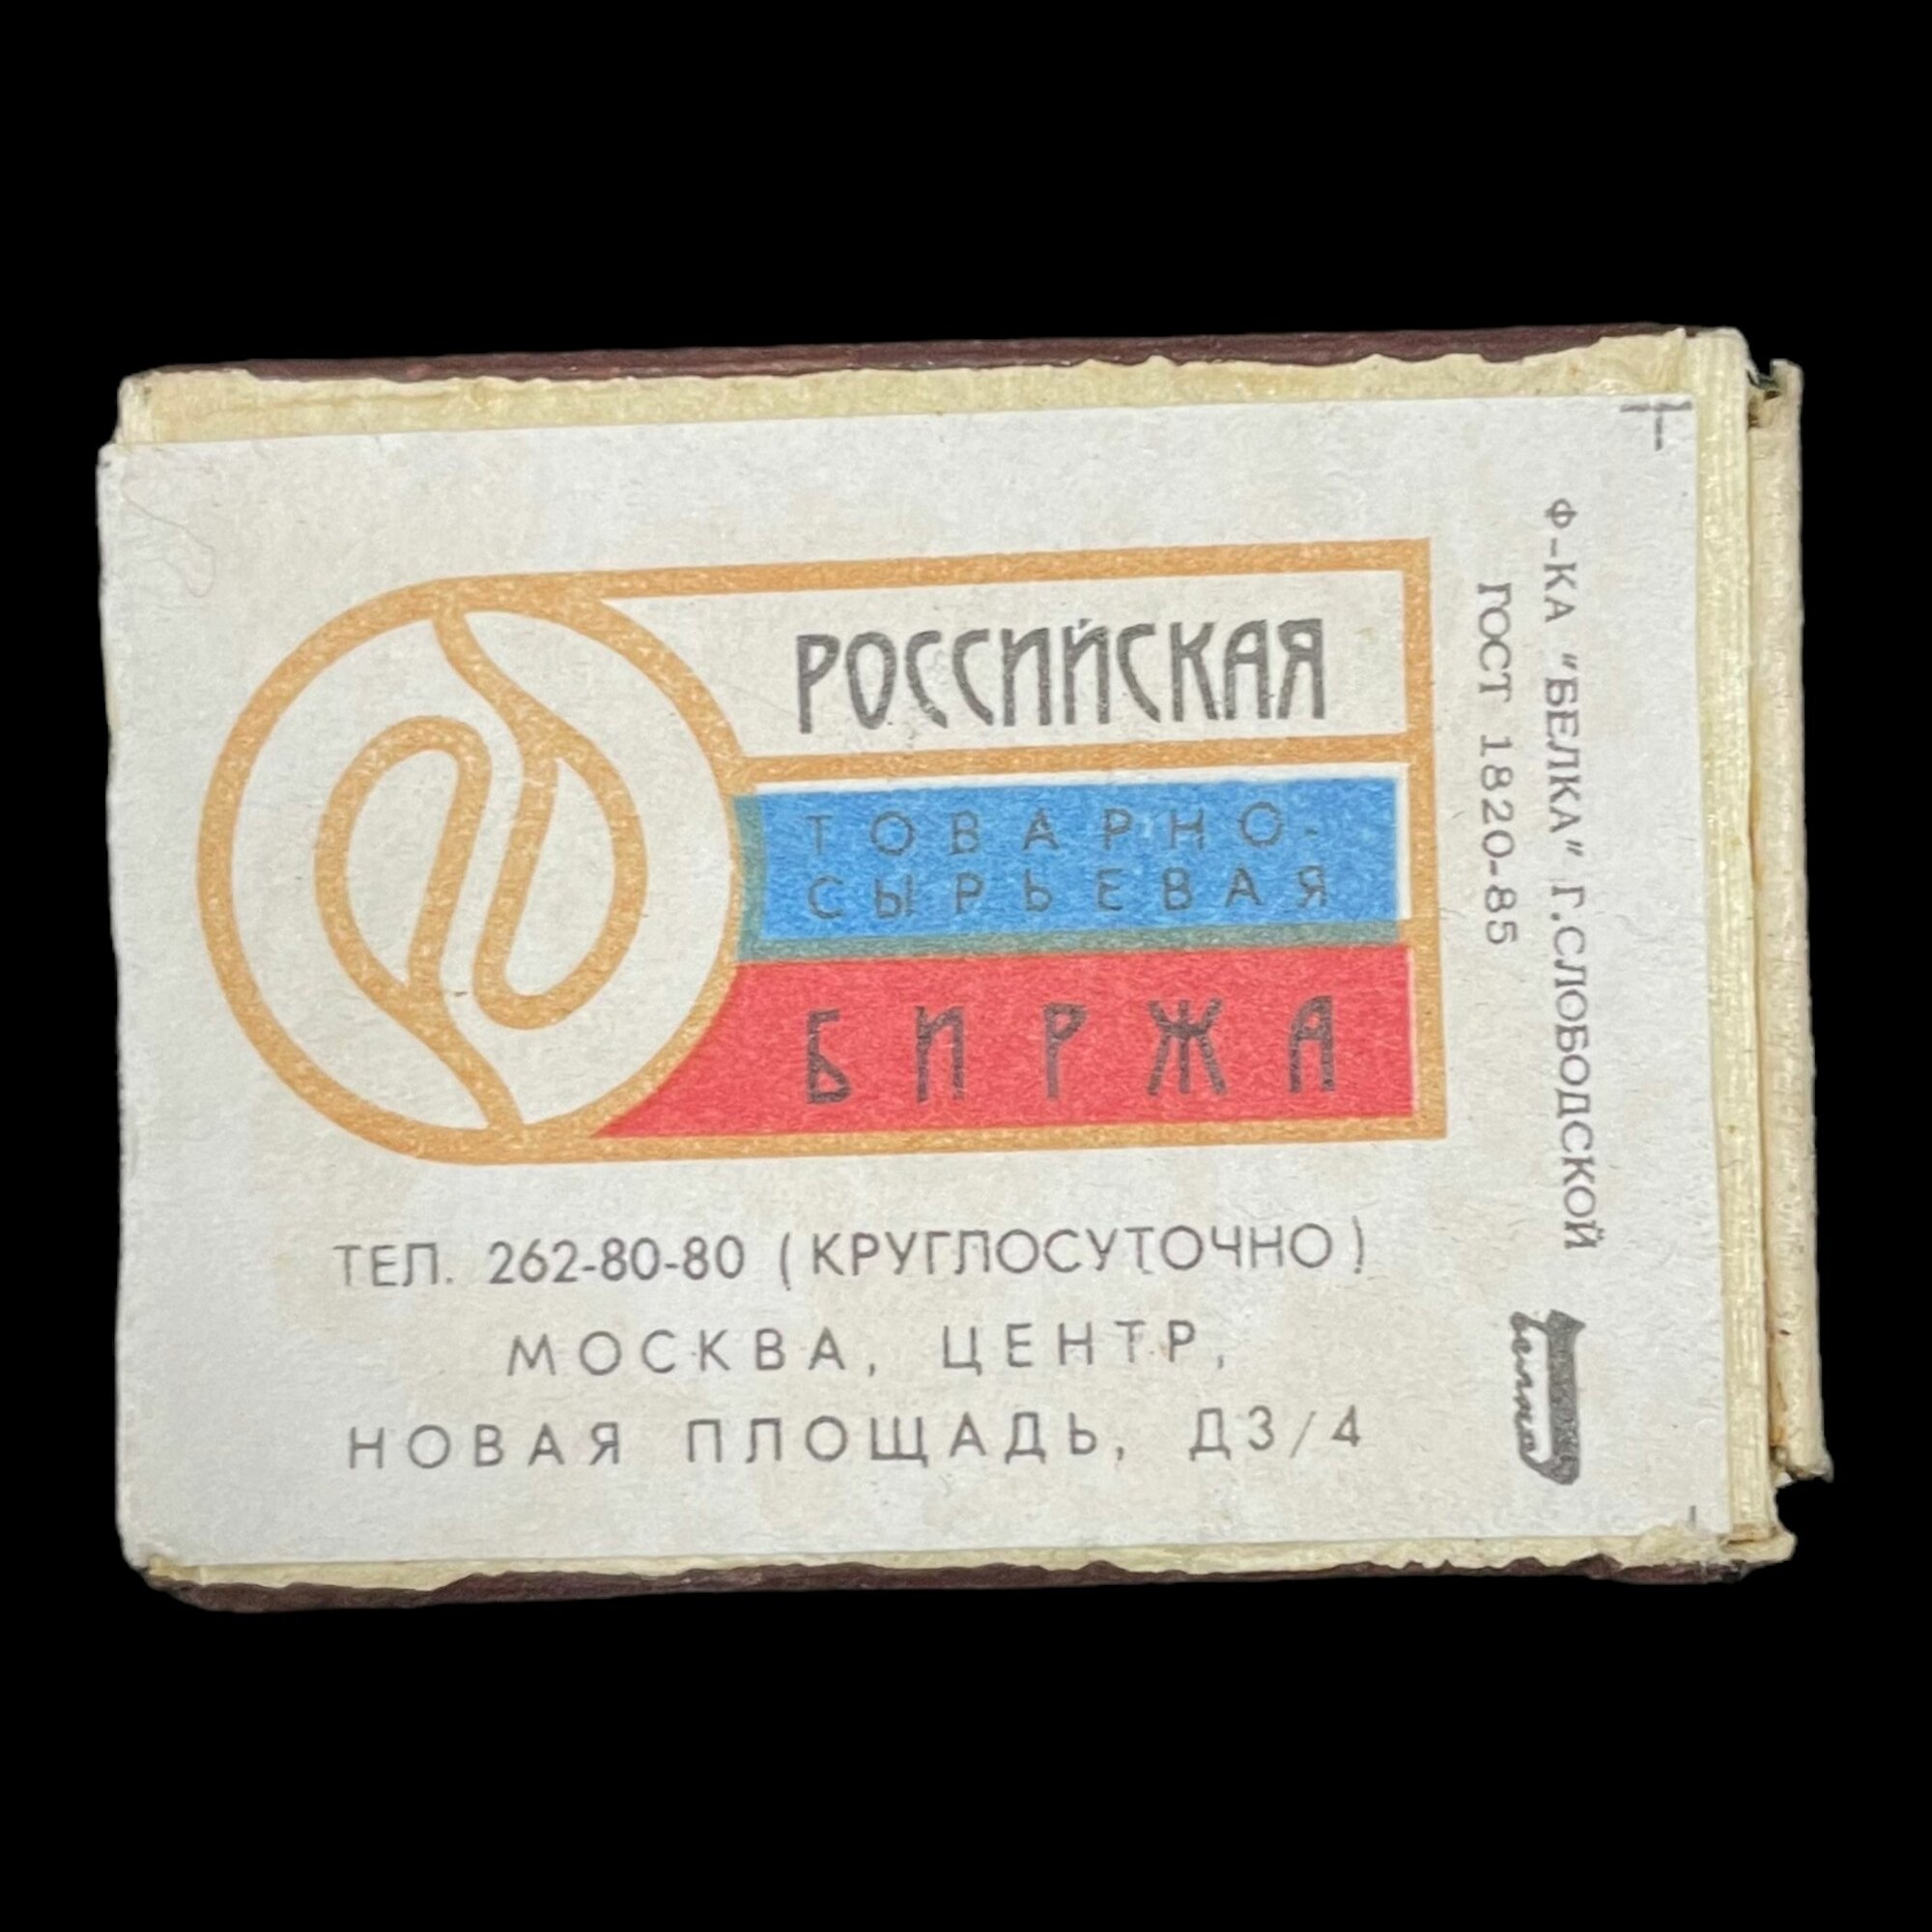 РОССИЙСКАЯ
ТОВАРНО-
СЫРЬЕВАЯ
БИРЖА
ТЕЛ. 262-80-80 (КРУГЛОСУТОЧНО)
МОСКВА, ЦЕНТР,
НОВАЯ ПЛОЩАДЬ, Д3/4
Ф-КА "БЕЛКА" Г.СЛОБОДСКОЙ
ГОСТ 1820-85